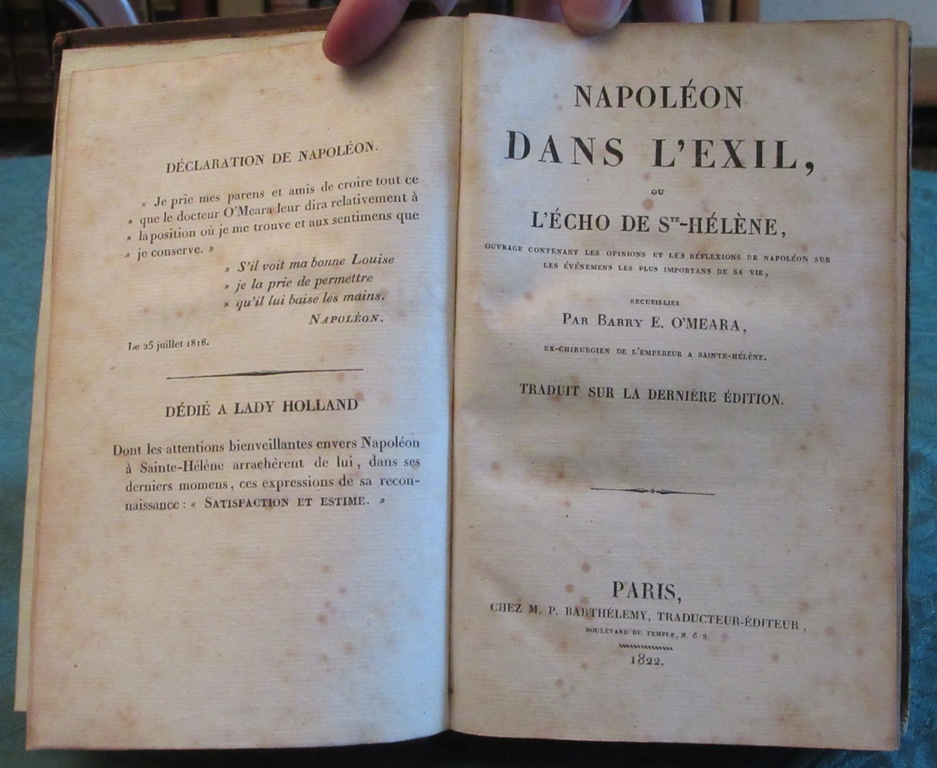 DÉCLARATION DE NAPOLÉON.
« Je prie mes parens et amis de croire tout ce
» que le docteur O'Meara leur dira relativement à
» la position où je me trouve et aux sentimens que
» je conserve. »
» S'il voit ma bonne Louise
» je la prie de permettre
» qu'il lui baise les mains.
NAPOLÉON.
Le 25 juillet 1818.
DÉDIÉ A LADY HOLLAND
Dont les attentions bienveillantes envers Napoléon
à Sainte-Hélène arrachèrent de lui, dans ses
derniers momens, ces expressions de sa recon-
naissance : « SATISFACTION ET ESTIME. »
NAPOLÉON
DANS L'EXIL,
OU
L'ÉCHO DE STE-HÉLÈNE,
OUVRAGE CONTENANT LES OPINIONS ET LES RÉFLEXIONS DE NAPOLÉON SUR
LES ÉVÉNEMENS LES PLUS IMPORTANS DE SA VIE,
RECUEILLIES
PAR BARRY E. O'MEARA,
EX-CHIRURGIEN DE L'EMPEREUR A SAINTE-HÉLÈNE.
TRADUIT SUR LA DERNIÈRE ÉDITION.
PARIS,
CHEZ M. P. BARTHÉLEMY, TRADUCTEUR-ÉDITEUR,
BOULEVARD DU TEMPLE, N. 68.
1822.